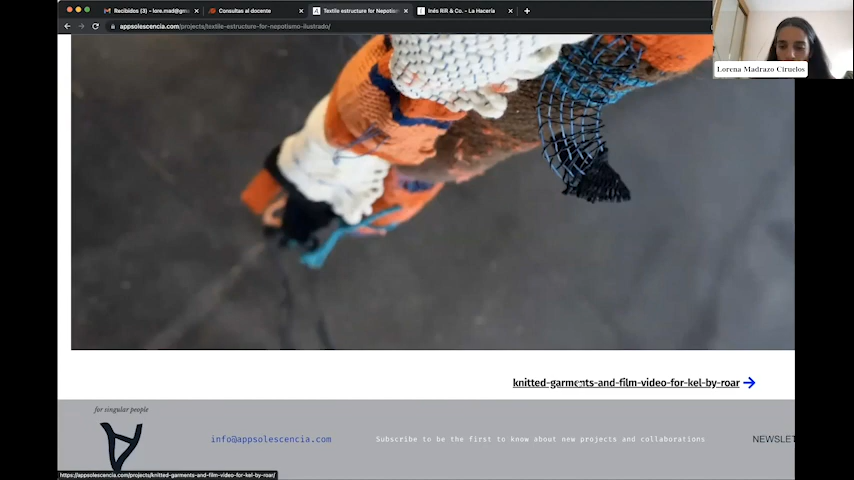 Recibidos (3) - lore.mad@gm
Consultas al docente
Textile estructure for Nepotism
Inés RIR & Co. - La Hacería
appsolescencia.com/projects/textile-estructure-for-nepotismo-ilustrado/
Lorena Madrazo Ciruelos
knitted-garments-and-film-video-for-kel-by-roar
for singular people
info@appsolescencia.com
Subscribe to be the first to know about new projects and collaborations
NEWSLET
https://appsolescencia.com/projects/knitted-garments-and-film-video-for-kel-by-roar/